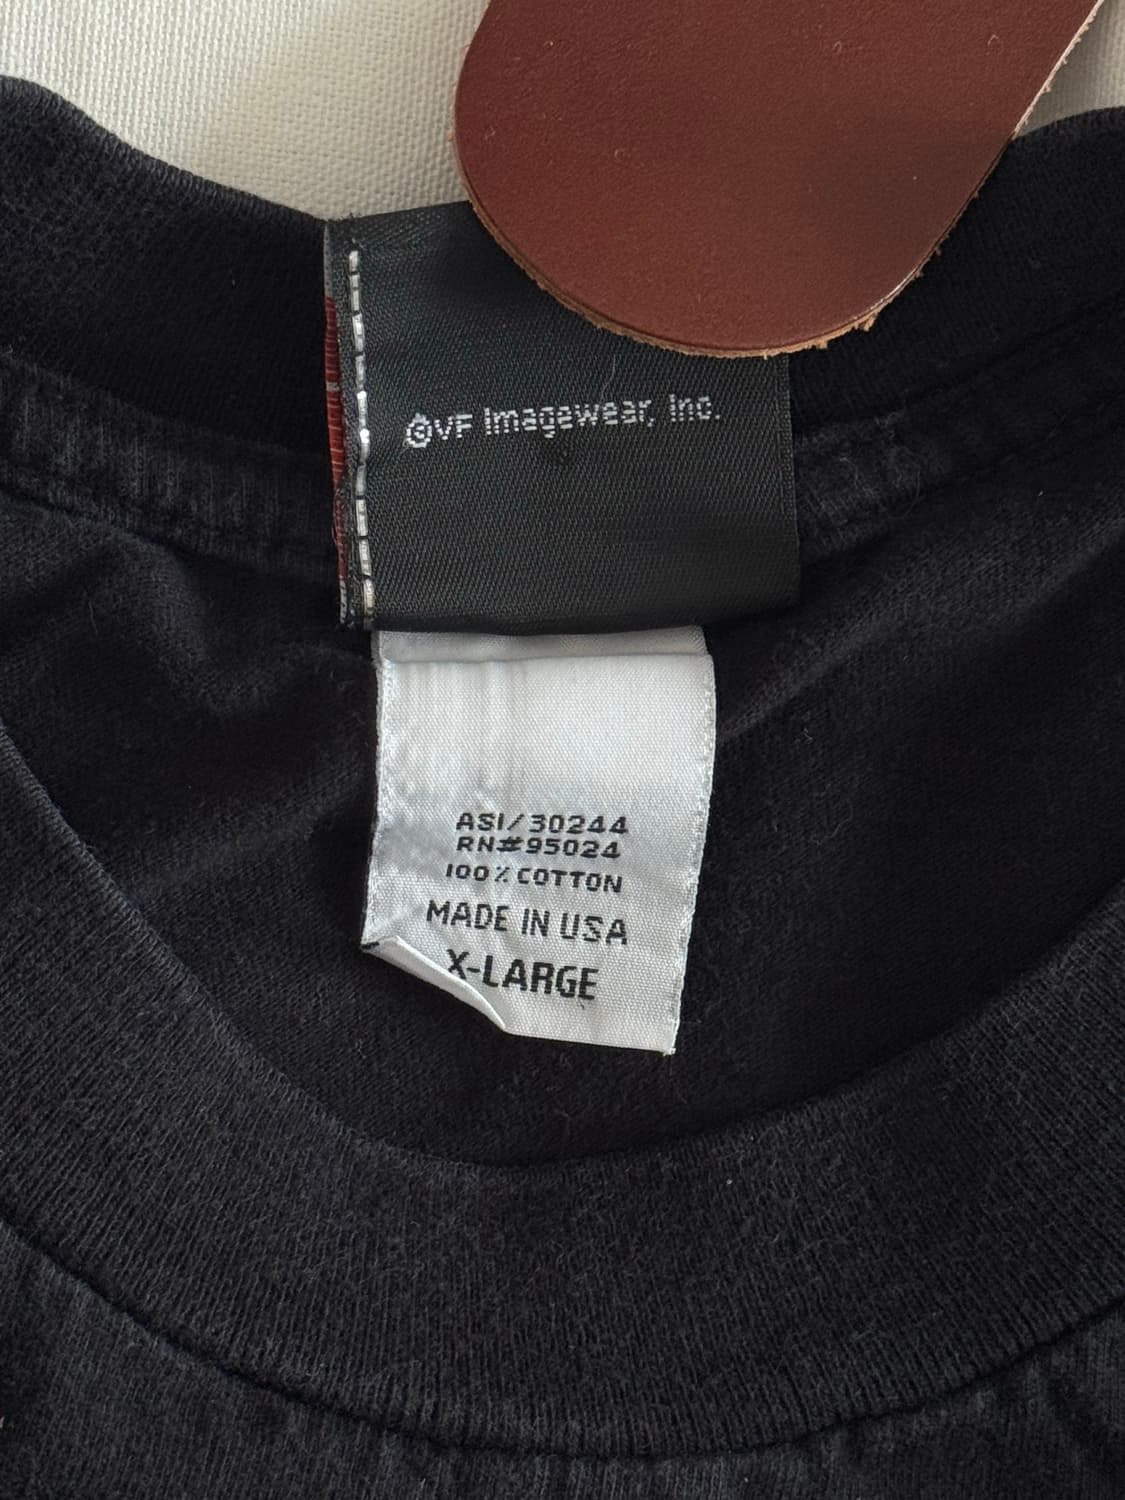 ©VF Imagewear, Inc.
ASI/30244
RN#95024
100% COTTON
MADE IN USA
X-LARGE